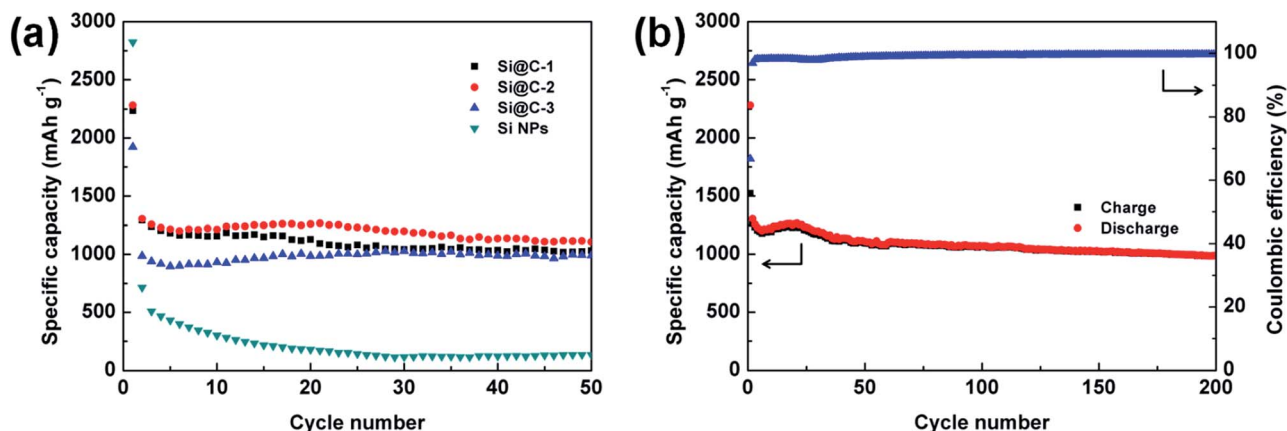 (a)
Specific capacity (mAh g⁻¹)
3000
2500
2000
1500
1000
500
0
Si@C-1
Si@C-2
Si@C-3
Si NPs
0 10 20 30 40 50
Cycle number
(b)
Specific capacity (mAh g⁻¹)
3000
2500
2000
1500
1000
500
0
Charge
Discharge
0 50 100 150 200
Cycle number
100
80
60
40
20
0
Coulombic efficiency (%)